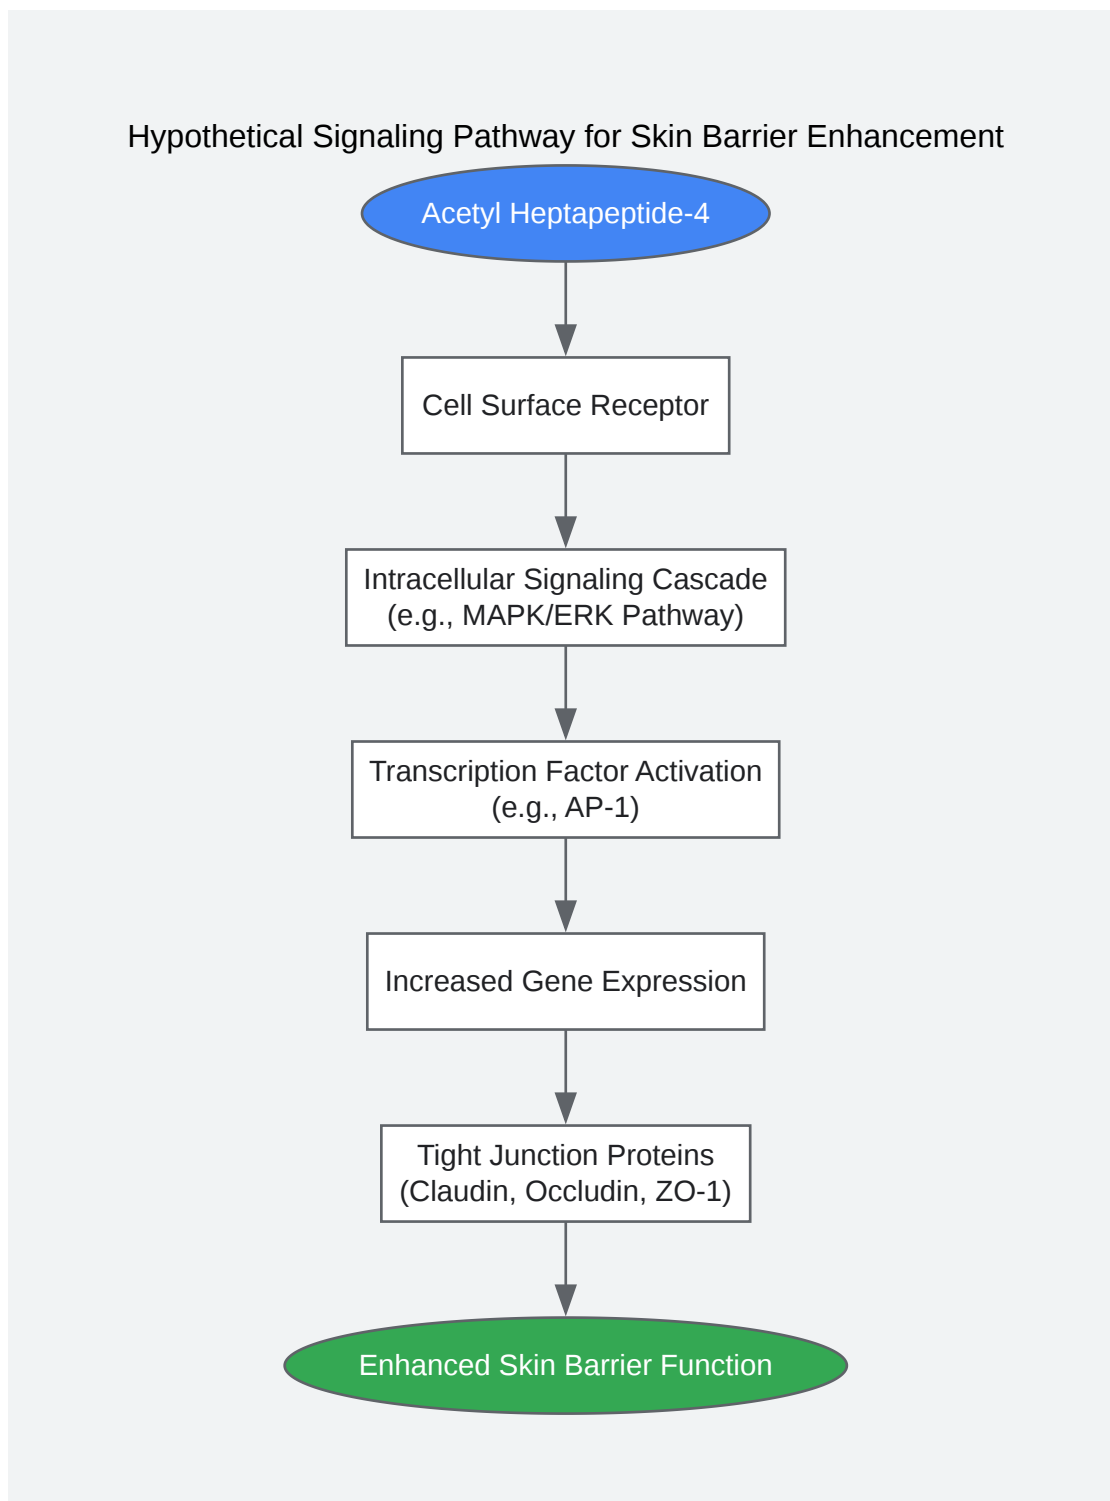 Hypothetical Signaling Pathway for Skin Barrier Enhancement
Acetyl Heptapeptide-4
Cell Surface Receptor
Intracellular Signaling Cascade
(e.g., MAPK/ERK Pathway)
Transcription Factor Activation
(e.g., AP-1)
Increased Gene Expression
Tight Junction Proteins
(Claudin, Occludin, ZO-1)
Enhanced Skin Barrier Function